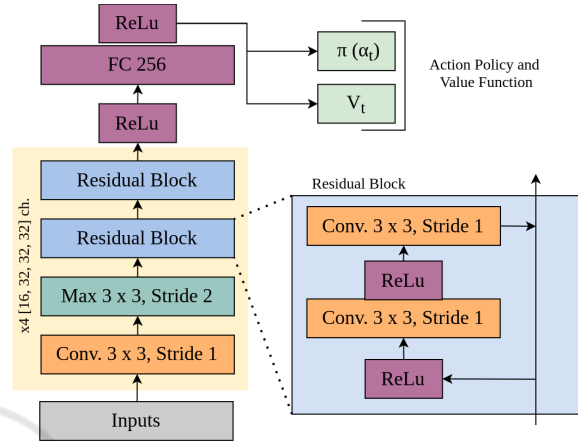 ReLu
FC 256
ReLu
π (α_t)
V_t
Action Policy and
Value Function
x4 [16, 32, 32, 32] ch.
Residual Block
Residual Block
Max 3 x 3, Stride 2
Conv. 3 x 3, Stride 1
Inputs
Residual Block
Conv. 3 x 3, Stride 1
ReLu
Conv. 3 x 3, Stride 1
ReLu